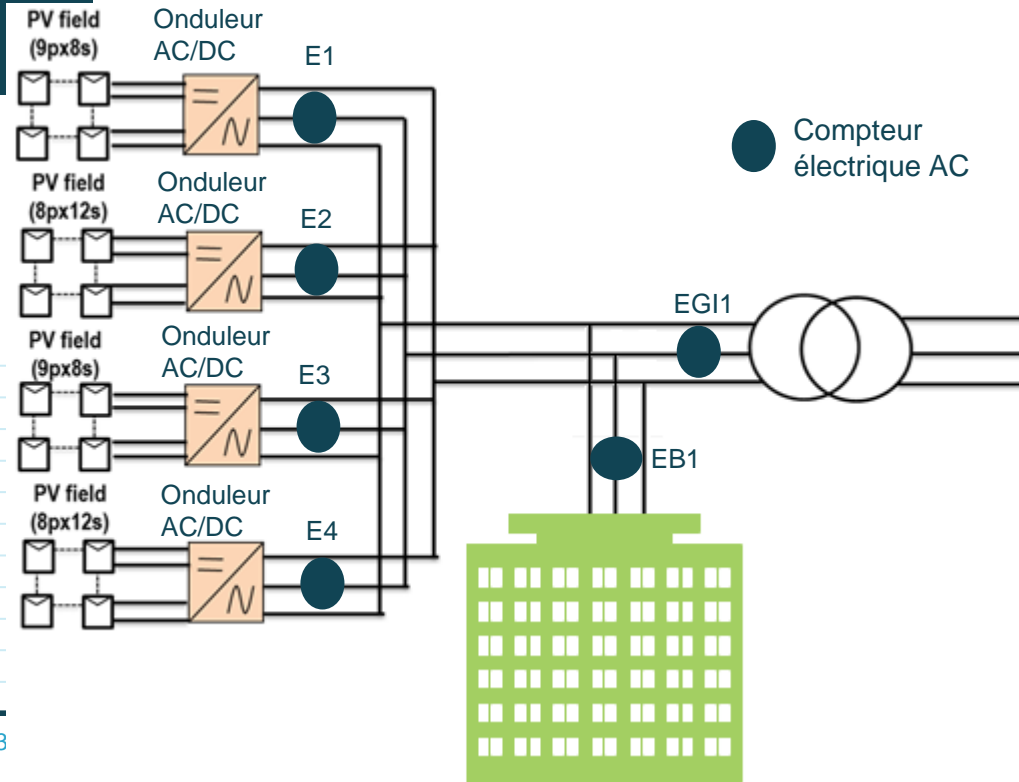 PV field
(9px8s)
Onduleur
AC/DC
E1
Compteur
électrique AC
PV field
(8px12s)
Onduleur
AC/DC
E2
EGI1
PV field
(9px8s)
Onduleur
AC/DC
E3
EB1
PV field
(8px12s)
Onduleur
AC/DC
E4
3